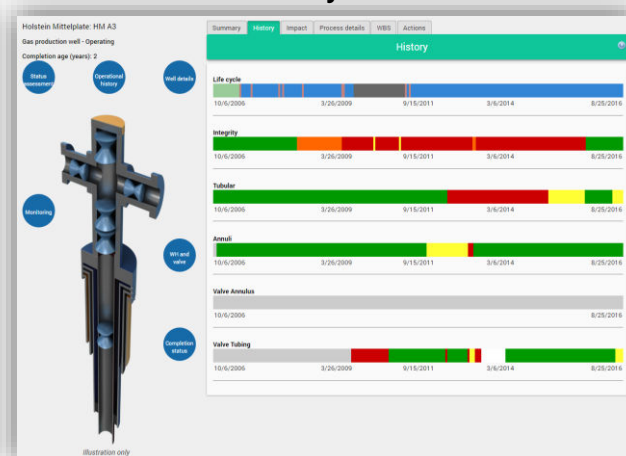 Holstein Mittelplate: HM A3
Gas production well - Operating
Completion age (years): 2
Status
assessment
Operational
history
Well details
Monitoring
WH and
valve
Completion
status
Illustration only
Summary History Impact Process details WBS Actions
History
Life cycle
10/6/2006 3/26/2009 9/15/2011 3/6/2014 8/25/2016
Integrity
10/6/2006 3/26/2009 9/15/2011 3/6/2014 8/25/2016
Tubular
10/6/2006 3/26/2009 9/15/2011 3/6/2014 8/25/2016
Annuli
10/6/2006 3/26/2009 9/15/2011 3/6/2014 8/25/2016
Valve Annulus
10/6/2006 8/25/2016
Valve Tubing
10/6/2006 3/26/2009 9/15/2011 3/6/2014 8/25/2016